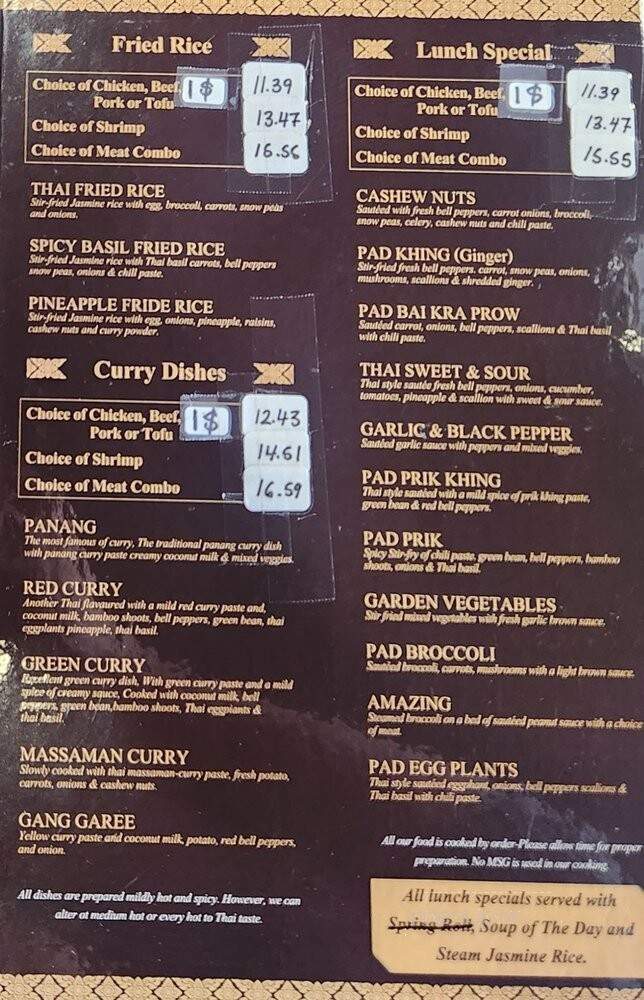 Fried Rice
Choice of Chicken, Beef, 1$ 11.39
Pork or Tofu
Choice of Shrimp 13.47
Choice of Meat Combo 16.56
THAI FRIED RICE
Stir-fried Jasmine rice with egg, broccoli, carrots, snow peas
and onions.
SPICY BASIL FRIED RICE
Stir-fried Jasmine rice with Thai basil carrots, bell peppers
snow peas, onions & chili paste.
PINEAPPLE FRIDE RICE
Stir-fried Jasmine rice with egg, onions, pineapple, raisins,
cashew nuts and curry powder.
Curry Dishes
Choice of Chicken, Beef, 1$ 12.43
Pork or Tofu
Choice of Shrimp 14.61
Choice of Meat Combo 16.59
PANANG
The most famous of curry, The traditional panang curry dish
with panang curry paste creamy coconut milk & mixed veggies.
RED CURRY
Another Thai flavoured with a mild red curry paste and,
coconut milk, bamboo shoots, bell peppers, green bean, thai
eggplants pineapple, thai basil.
GREEN CURRY
Excellent green curry dish, With green curry paste and a mild
spice of creamy sauce, Cooked with coconut milk, bell
peppers, green bean,bamboo shoots, Thai eggplants &
thai basil.
MASSAMAN CURRY
Slowly cooked with thai massaman-curry paste, fresh potato,
carrots, onions & cashew nuts.
GANG GAREE
Yellow curry paste and coconut milk, potato, red bell peppers,
and onion.
All dishes are prepared mildly hot and spicy. However, we can
alter at medium hot or every hot to Thai taste.
Lunch Special
Choice of Chicken, Beef, 1$ 11.39
Pork or Tofu
Choice of Shrimp 13.47
Choice of Meat Combo 15.55
CASHEW NUTS
Sautéed with fresh bell peppers, carrot onions, broccoli,
snow peas, celery, cashew nuts and chili paste.
PAD KHING (Ginger)
Stir-fried fresh bell peppers. carrot, snow peas, onions,
mushrooms, scallions & shredded ginger.
PAD BAI KRA PROW
Sautéed carrot, onions, bell peppers, scallions & Thai basil
with chili paste.
THAI SWEET & SOUR
Thai style sautée fresh bell peppers, onions, cucumber,
tomatoes, pineapple & scallion with sweet & sour sauce.
GARLIC & BLACK PEPPER
Sautéed garlic sauce with peppers and mixed veggies.
PAD PRIK KHING
Thai style sautéed with a mild spice of prik khing paste,
green bean & red bell peppers.
PAD PRIK
Spicy Stir-fry of chili paste. green bean, bell peppers, bamboo
shoots, onions & Thai basil.
GARDEN VEGETABLES
Stir fried mixed vegetables with fresh garlic brown sauce.
PAD BROCCOLI
Sautéed broccoli, carrots, mushrooms with a light brown sauce.
AMAZING
Steamed broccoli on a bed of sautéed peanut sauce with a choice
of meat.
PAD EGG PLANTS
Thai style sautéed eggplant, onions, bell peppers scallions &
Thai basil with chili paste.
All our food is cooked by order-Please allow time for proper
preparation. No MSG is used in our cooking.
All lunch specials served with
Spring Roll, Soup of The Day and
Steam Jasmine Rice.